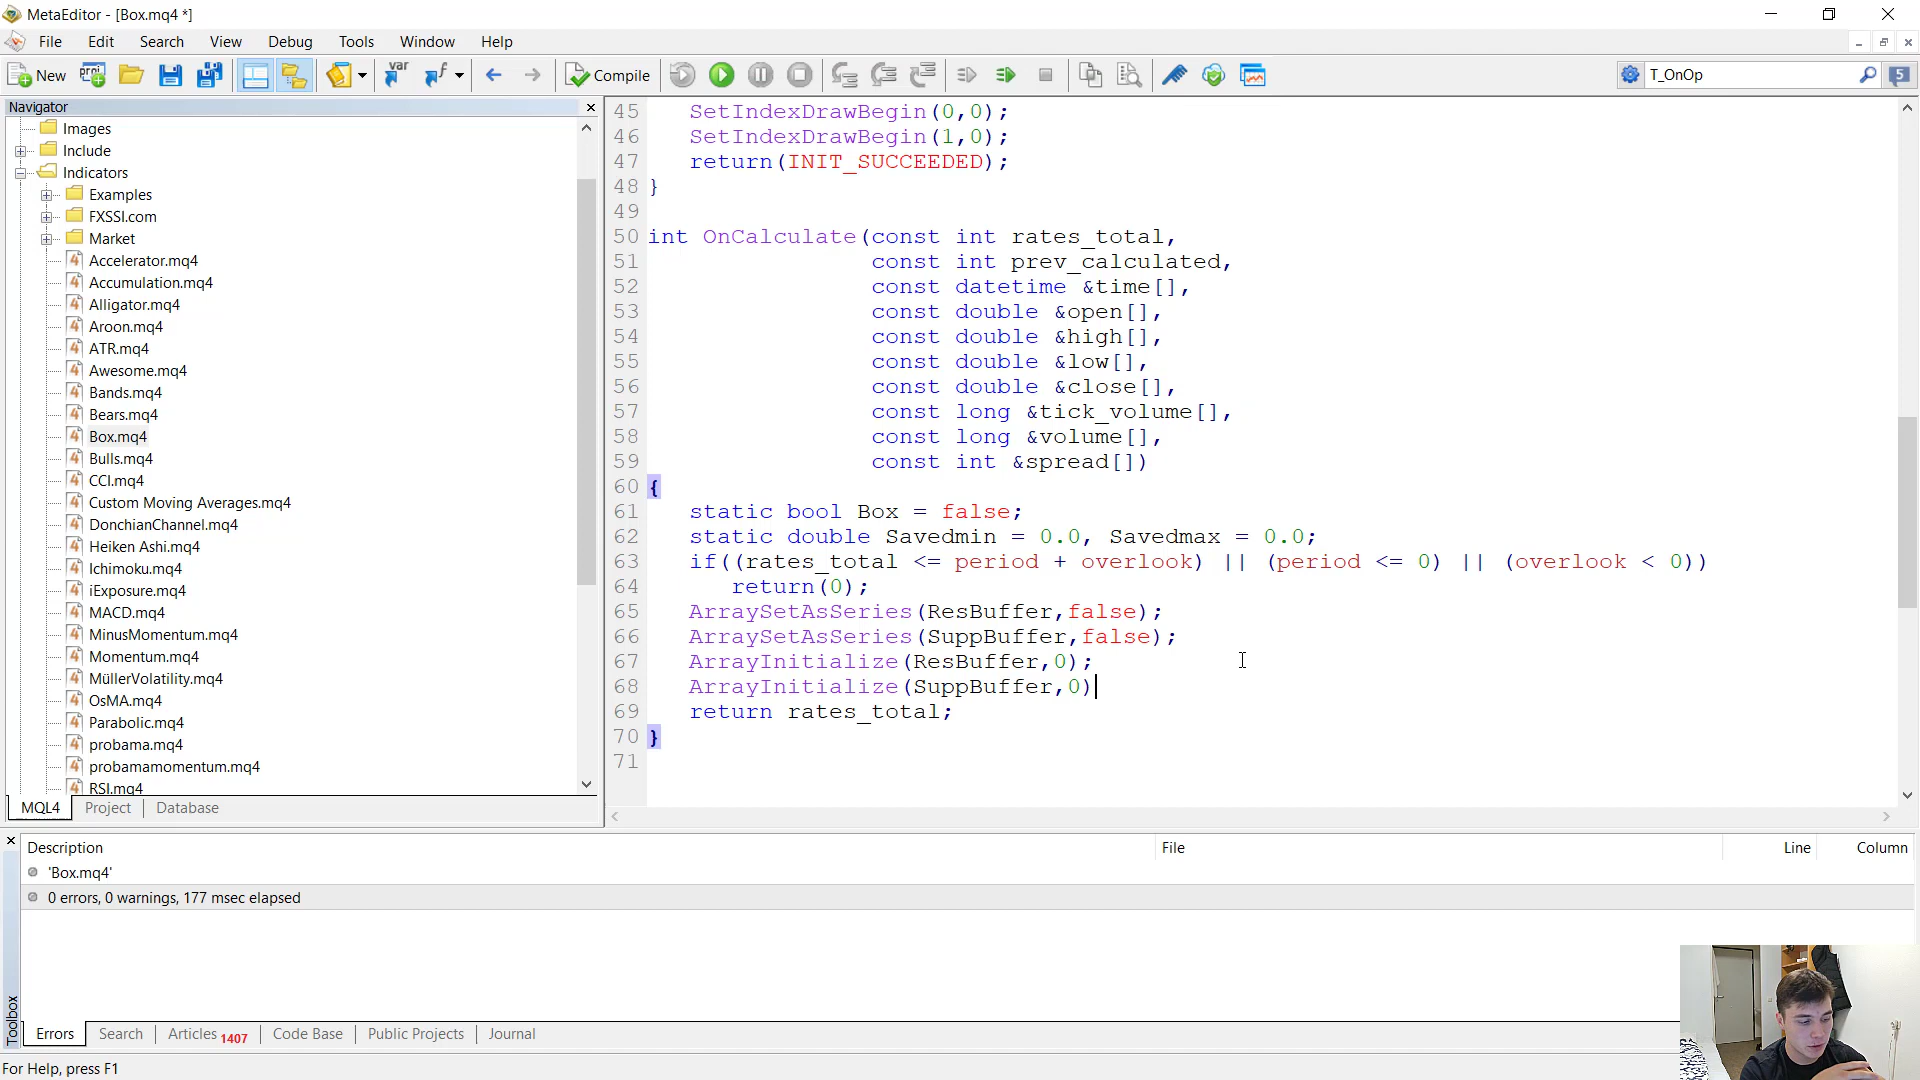 MetaEditor - [Box.mq4 *]
File Edit Search View Debug Tools Window Help
New Compile T_OnOp 5
Navigator
Images
Include
Indicators
Examples
FXSSI.com
Market
Accelerator.mq4
Accumulation.mq4
Alligator.mq4
Aroon.mq4
ATR.mq4
Awesome.mq4
Bands.mq4
Bears.mq4
Box.mq4
Bulls.mq4
CCI.mq4
Custom Moving Averages.mq4
DonchianChannel.mq4
Heiken Ashi.mq4
Ichimoku.mq4
iExposure.mq4
MACD.mq4
MinusMomentum.mq4
Momentum.mq4
MüllerVolatility.mq4
OsMA.mq4
Parabolic.mq4
probama.mq4
probamamomentum.mq4
RSI.mq4
MQL4 Project Database
45 SetIndexDrawBegin(0,0);
46 SetIndexDrawBegin(1,0);
47 return(INIT_SUCCEEDED);
48 }
49
50 int OnCalculate(const int rates_total,
51 const int prev_calculated,
52 const datetime &time[],
53 const double &open[],
54 const double &high[],
55 const double &low[],
56 const double &close[],
57 const long &tick_volume[],
58 const long &volume[],
59 const int &spread[])
60 {
61 static bool Box = false;
62 static double Savedmin = 0.0, Savedmax = 0.0;
63 if((rates_total <= period + overlook) || (period <= 0) || (overlook < 0))
64 return(0);
65 ArraySetAsSeries(ResBuffer,false);
66 ArraySetAsSeries(SuppBuffer,false);
67 ArrayInitialize(ResBuffer,0);
68 ArrayInitialize(SuppBuffer,0)
69 return rates_total;
70 }
71
Description File Line Column
'Box.mq4'
0 errors, 0 warnings, 177 msec elapsed
Toolbox
Errors Search Articles 1407 Code Base Public Projects Journal
For Help, press F1